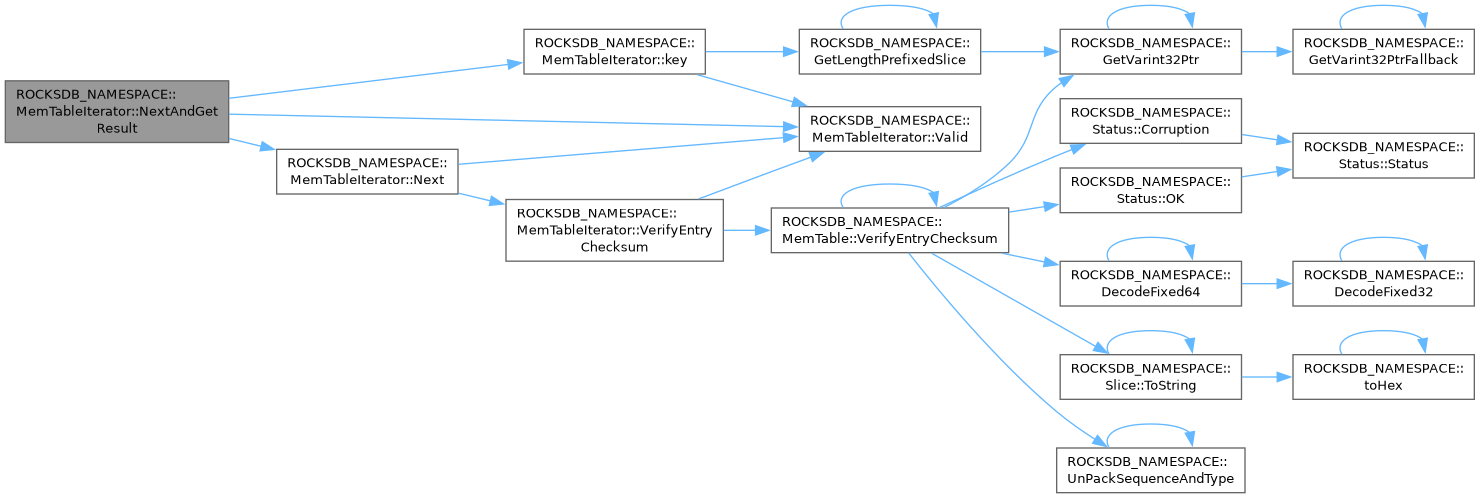 ROCKSDB_NAMESPACE::
MemTableIterator::NextAndGet
Result
ROCKSDB_NAMESPACE::
MemTableIterator::key
ROCKSDB_NAMESPACE::
MemTableIterator::Next
ROCKSDB_NAMESPACE::
MemTableIterator::VerifyEntry
Checksum
ROCKSDB_NAMESPACE::
GetLengthPrefixedSlice
ROCKSDB_NAMESPACE::
MemTableIterator::Valid
ROCKSDB_NAMESPACE::
MemTable::VerifyEntryChecksum
ROCKSDB_NAMESPACE::
GetVarint32Ptr
ROCKSDB_NAMESPACE::
Status::Corruption
ROCKSDB_NAMESPACE::
Status::OK
ROCKSDB_NAMESPACE::
DecodeFixed64
ROCKSDB_NAMESPACE::
Slice::ToString
ROCKSDB_NAMESPACE::
UnPackSequenceAndType
ROCKSDB_NAMESPACE::
GetVarint32PtrFallback
ROCKSDB_NAMESPACE::
Status::Status
ROCKSDB_NAMESPACE::
DecodeFixed32
ROCKSDB_NAMESPACE::
toHex